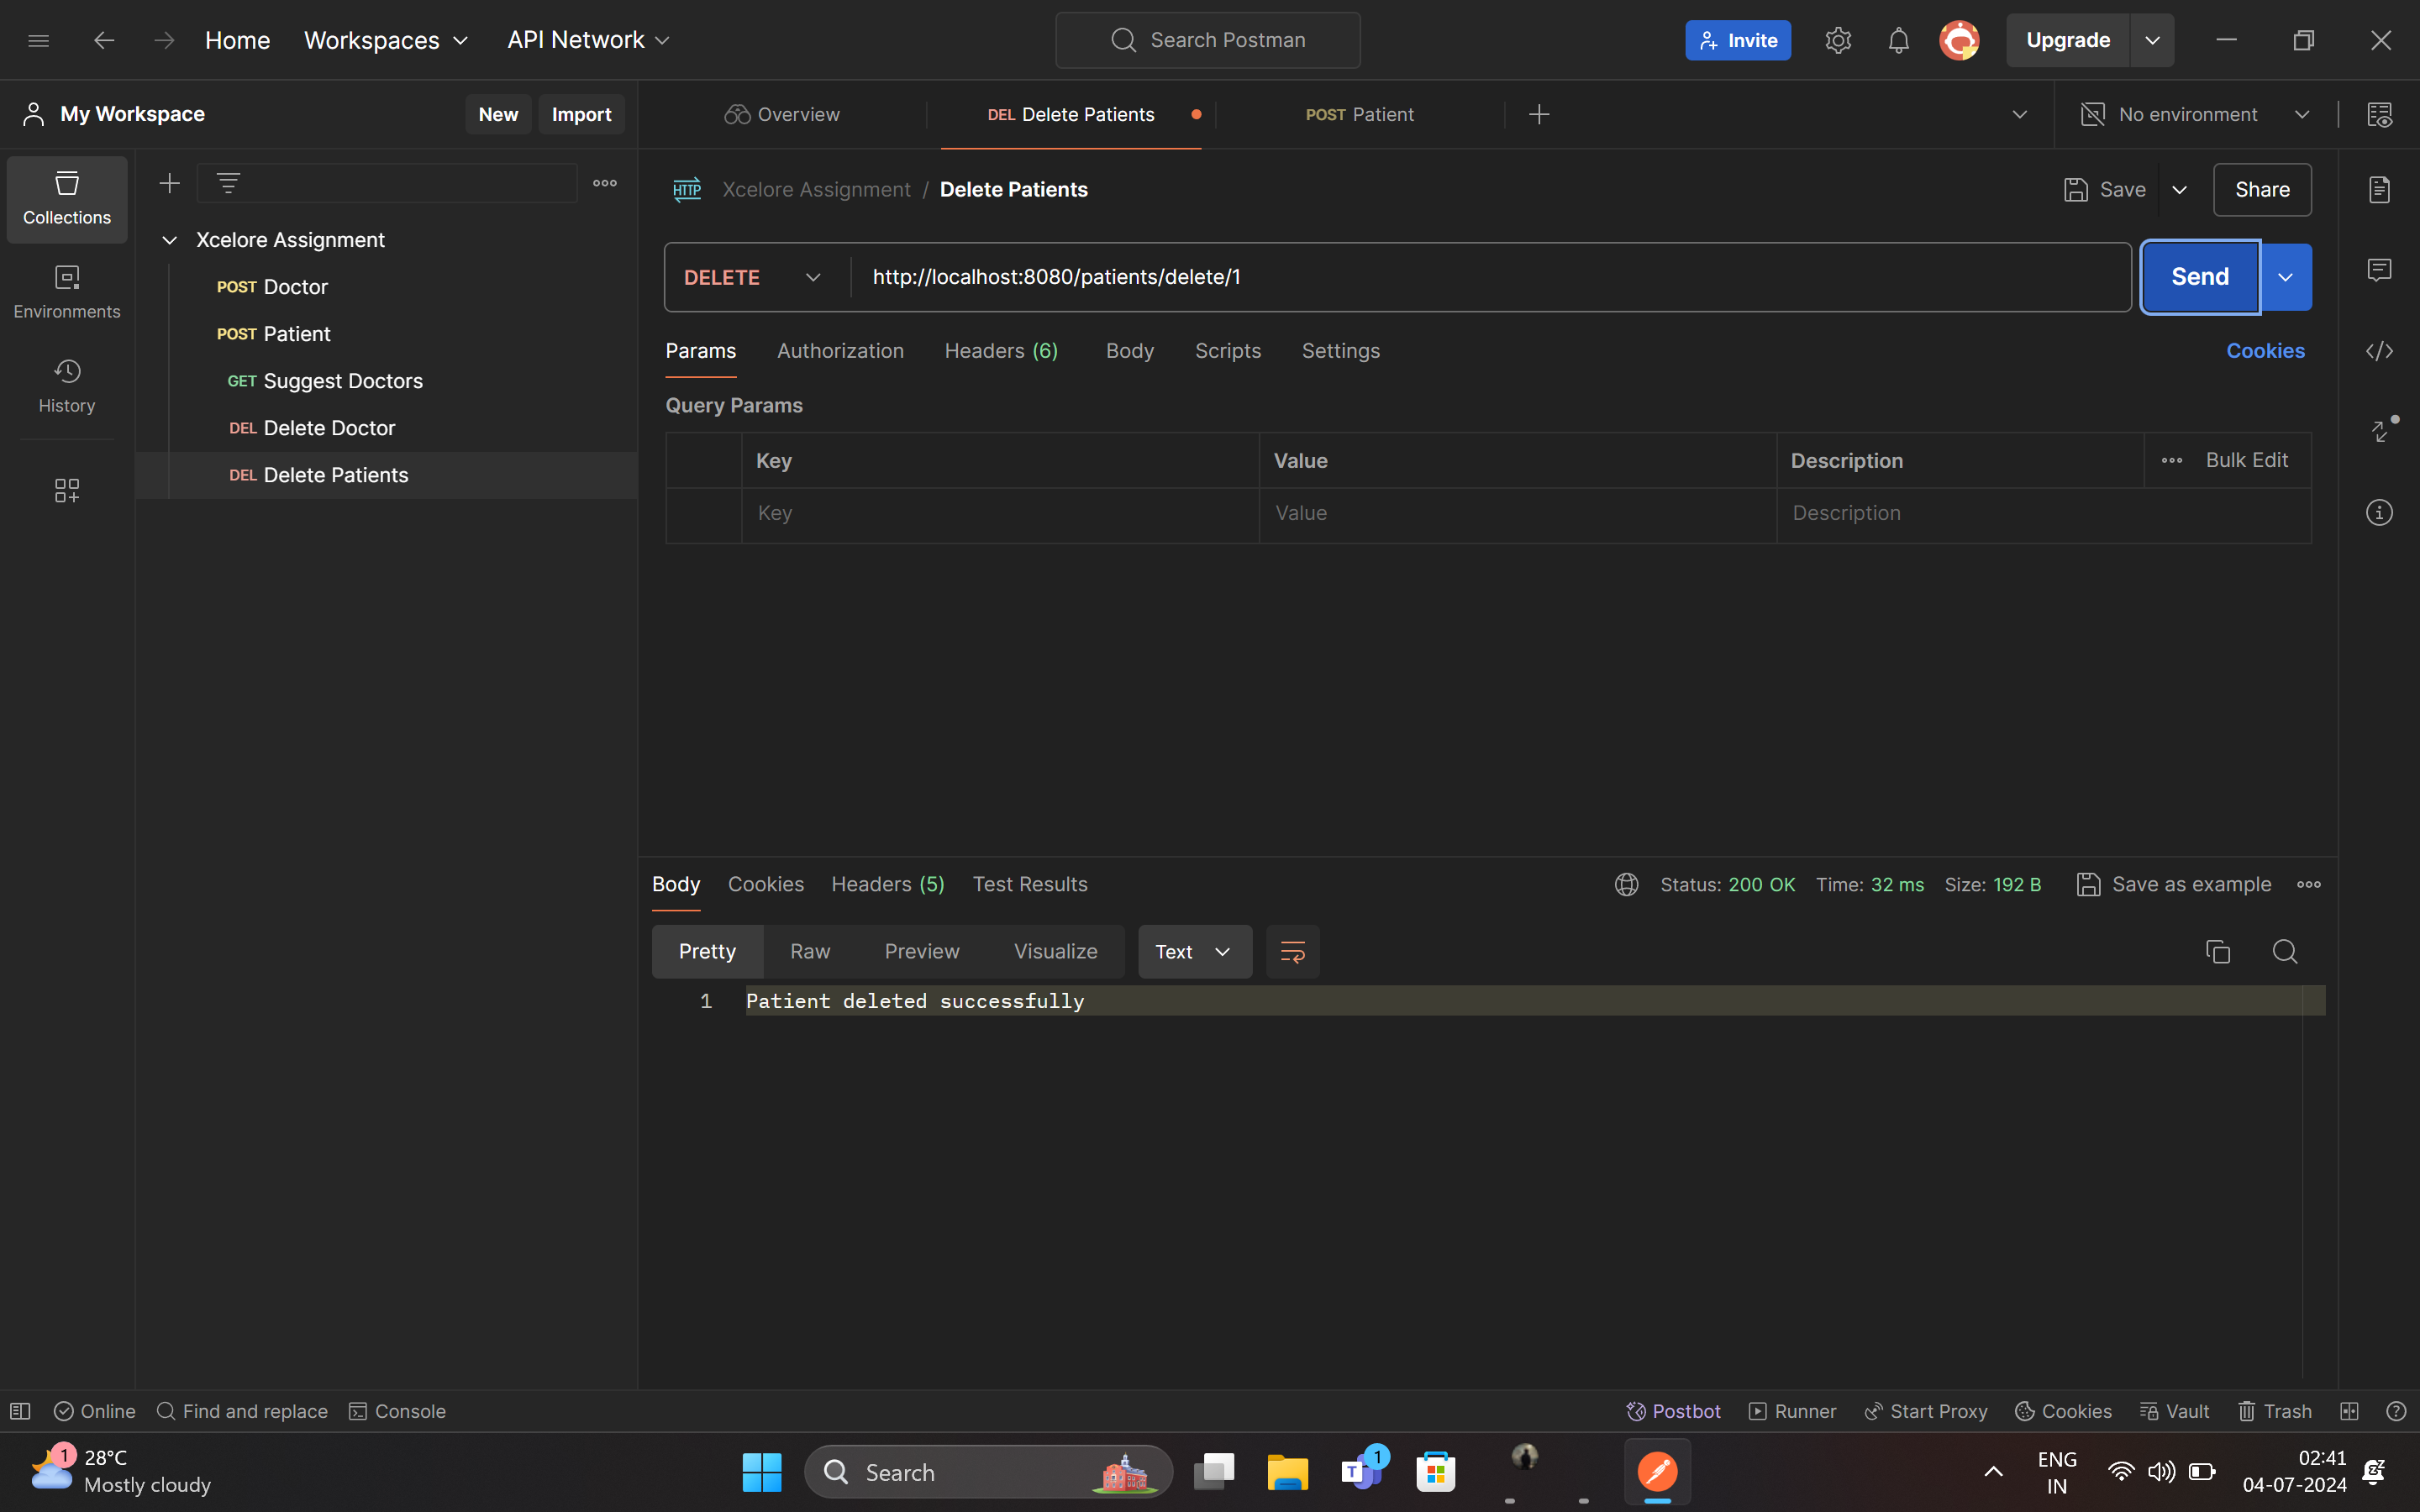 Home Workspaces API Network Search Postman Invite Upgrade
My Workspace New Import Overview DEL Delete Patients POST Patient No environment
Collections
Environments
History
Xcelore Assignment
POST Doctor
POST Patient
GET Suggest Doctors
DEL Delete Doctor
DEL Delete Patients
HTTP Xcelore Assignment / Delete Patients Save Share
DELETE http://localhost:8080/patients/delete/1 Send
Params Authorization Headers (6) Body Scripts Settings Cookies
Query Params
Key Value Description Bulk Edit
Key Value Description
Body Cookies Headers (5) Test Results Status: 200 OK Time: 32 ms Size: 192 B Save as example
Pretty Raw Preview Visualize Text
1 Patient deleted successfully
Online Find and replace Console Postbot Runner Start Proxy Cookies Vault Trash
1 28°C
Mostly cloudy
Search
T 1
ENG
IN
02:41
04-07-2024